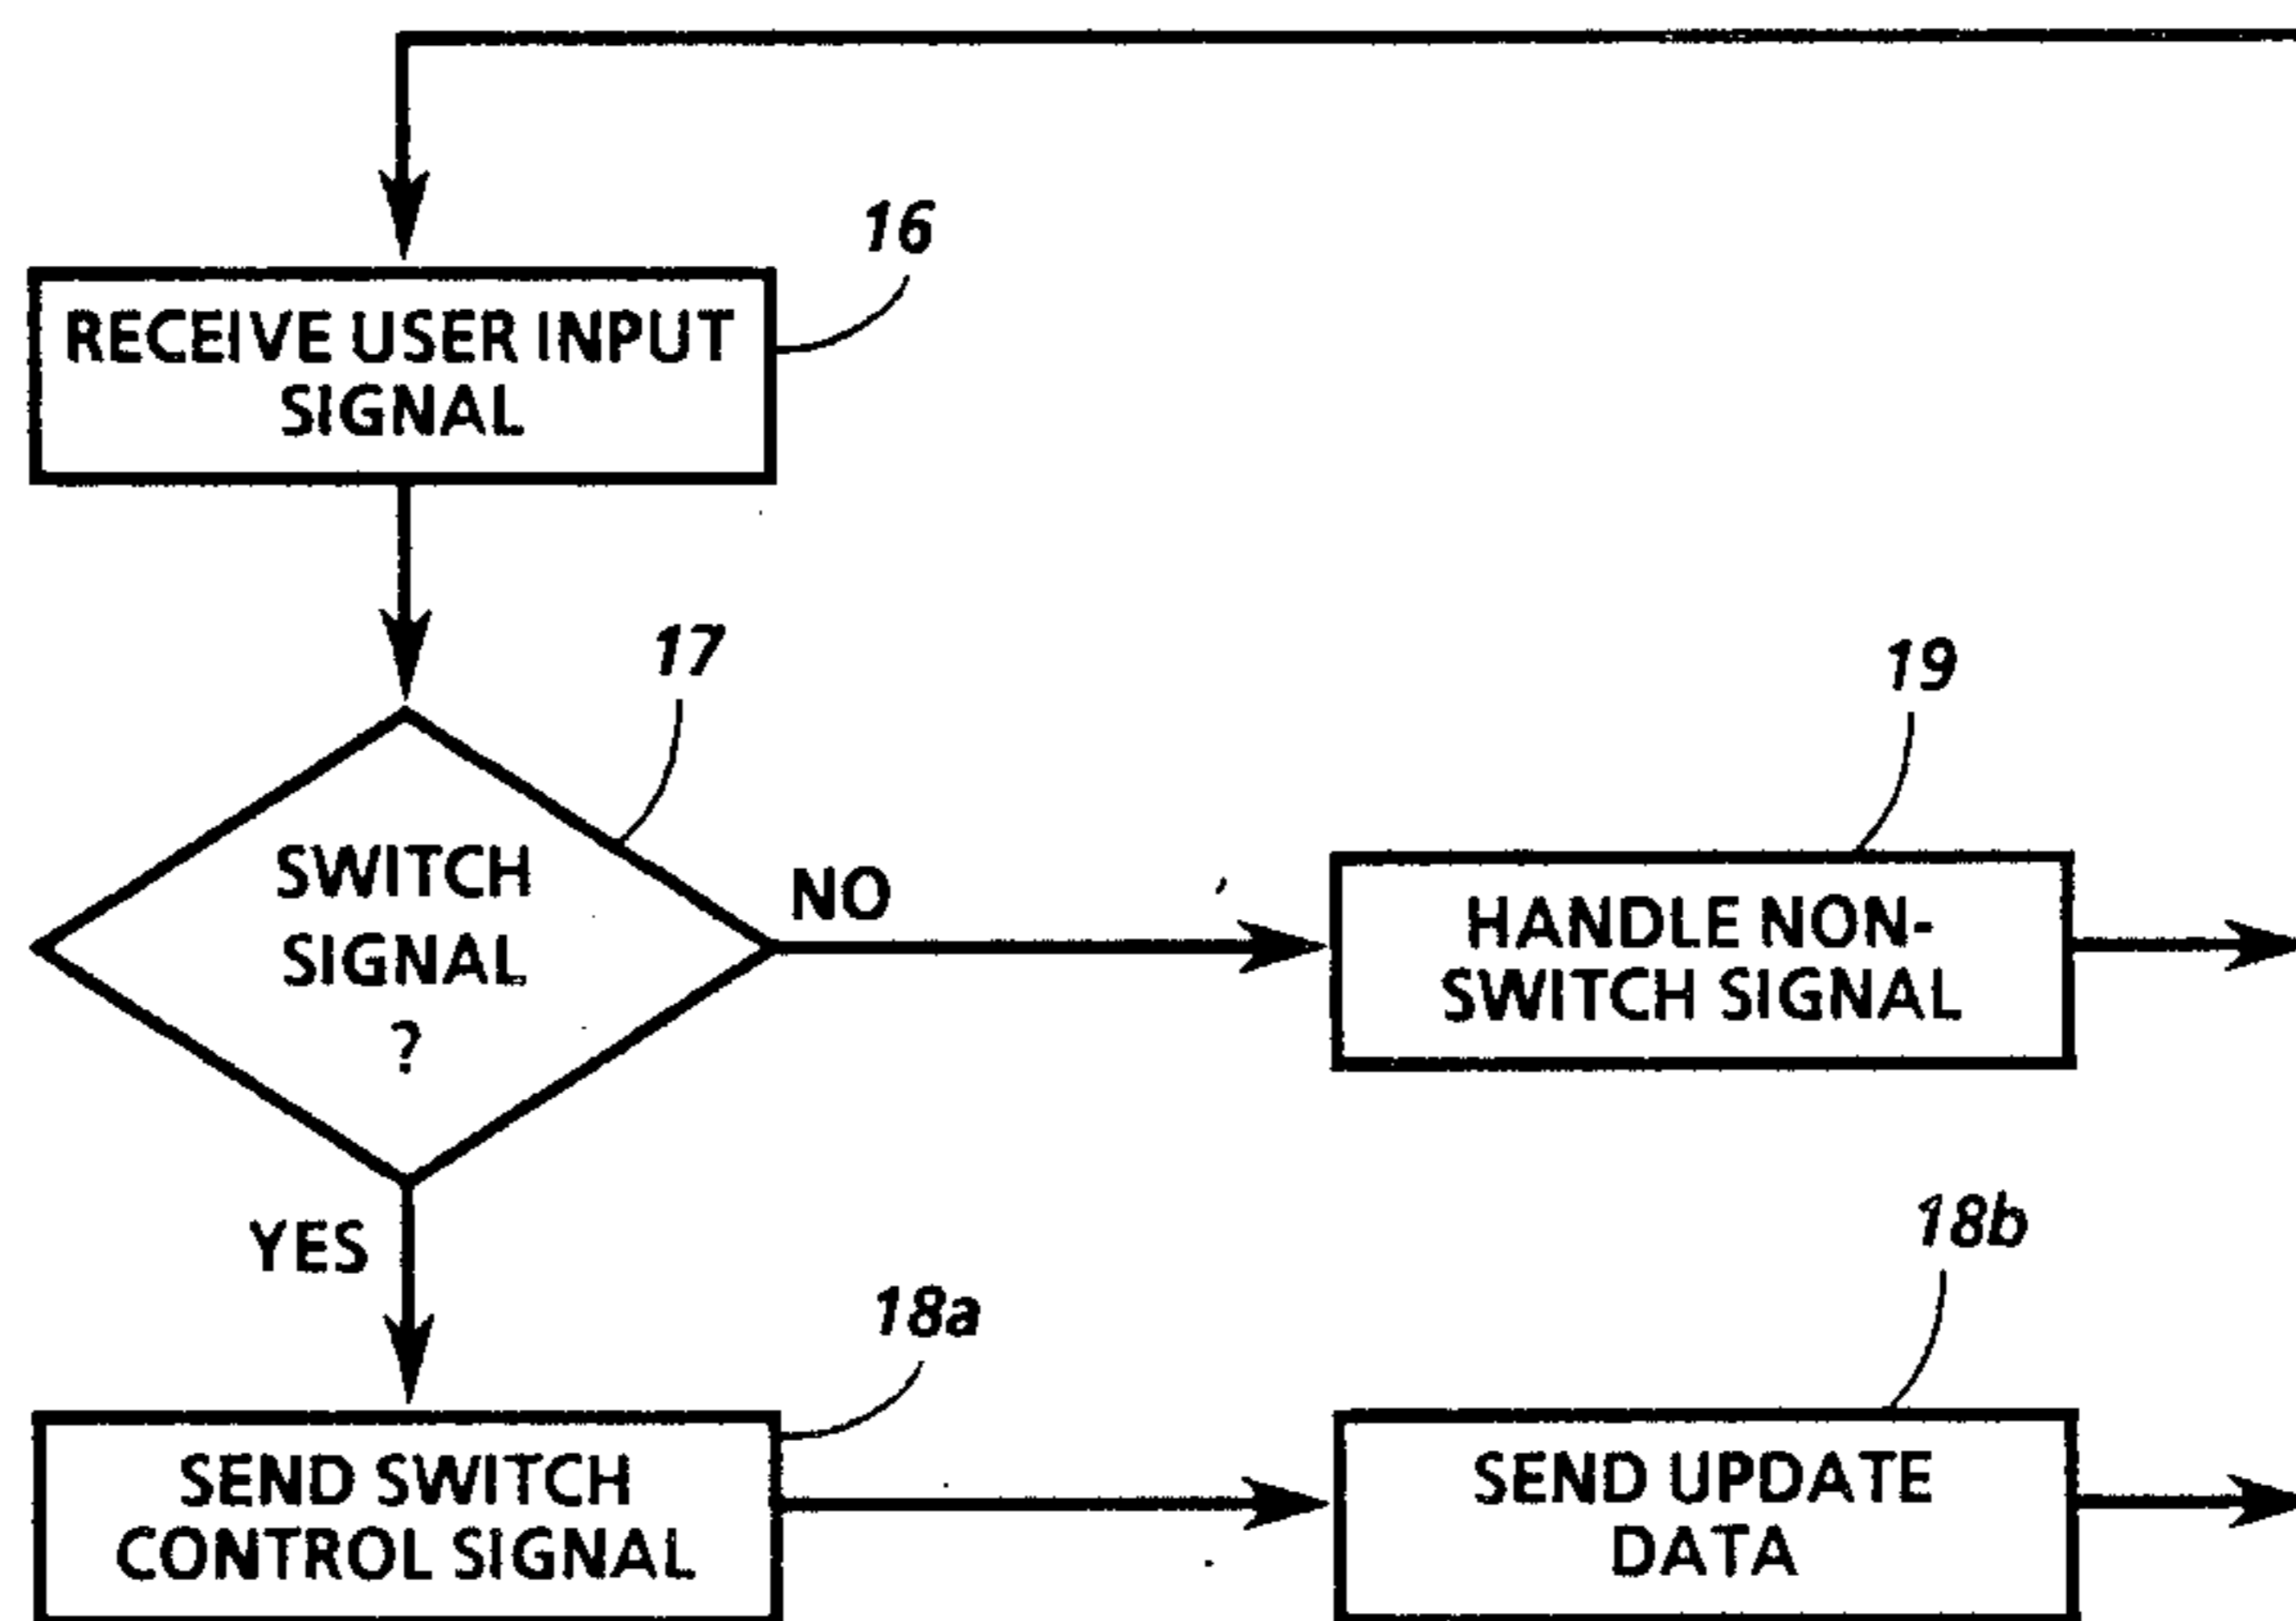 16
RECEIVE USER INPUT
SIGNAL
17
SWITCH
SIGNAL
?
NO
19
HANDLE NON-
SWITCH SIGNAL
YES
18a
SEND SWITCH
CONTROL SIGNAL
18b
SEND UPDATE
DATA